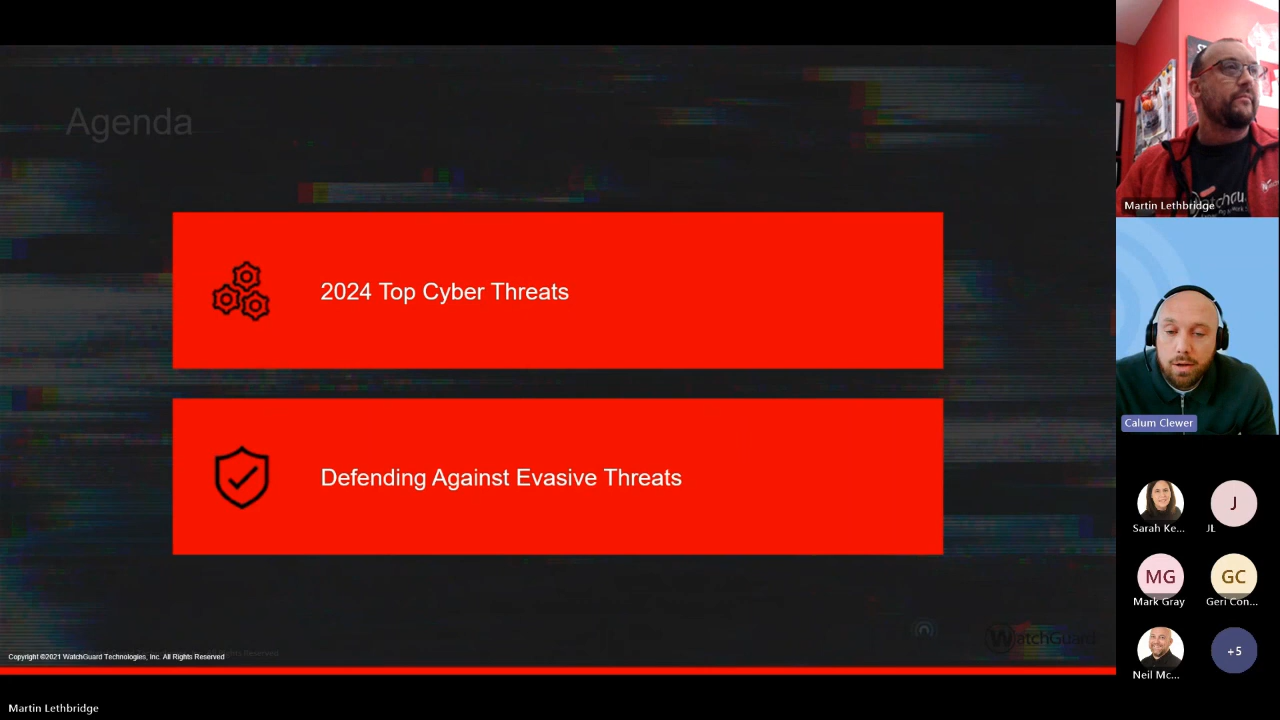 Agenda
2024 Top Cyber Threats
Defending Against Evasive Threats
WatchGuard
Copyright ©2021 WatchGuard Technologies, Inc. All Rights Reserved
Martin Lethbridge
Martin Lethbridge
Calum Clewer
Sarah Ke...
J
JL
MG
Mark Gray
GC
Geri Con...
Neil Mc...
+5